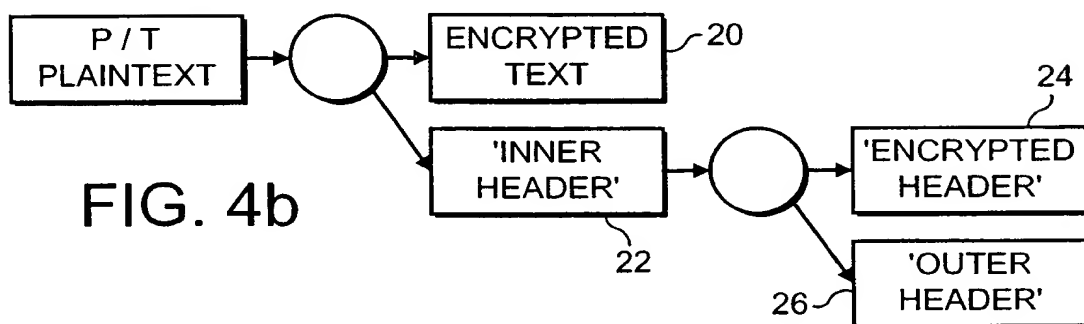 P / T
PLAINTEXT
ENCRYPTED
TEXT
20
'INNER
HEADER'
22
24
'ENCRYPTED
HEADER'
'OUTER
HEADER'
26
FIG. 4b